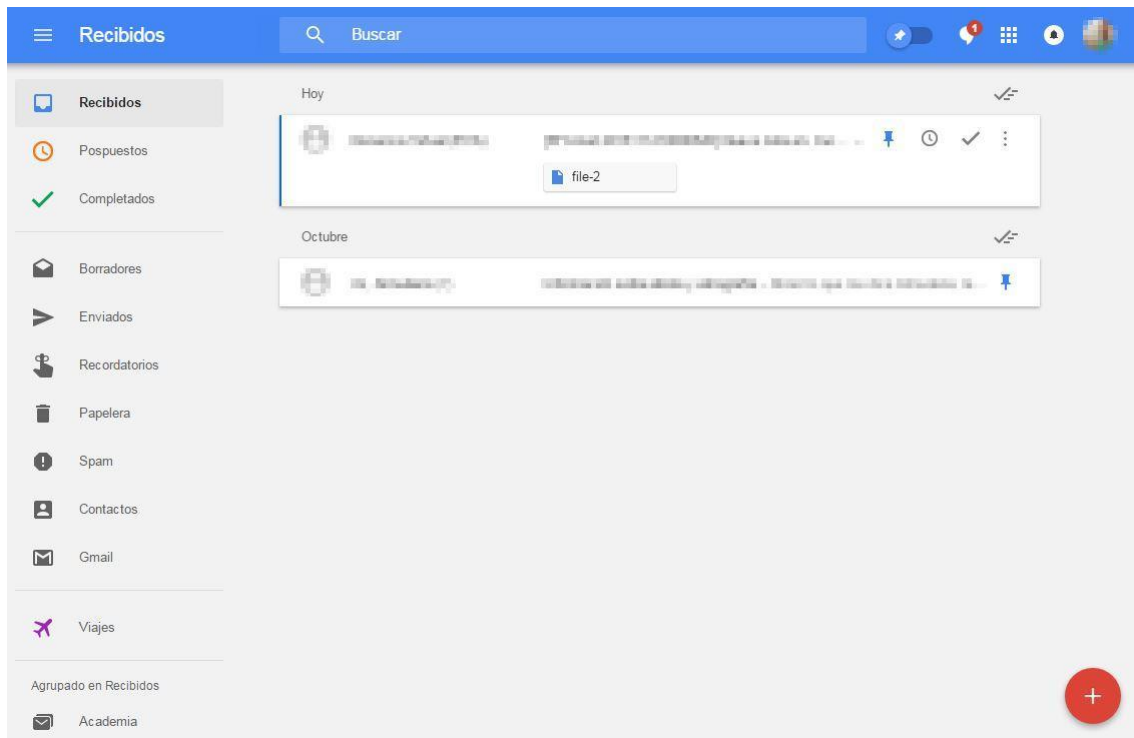 Recibidos
Buscar
1
Recibidos
Pospuestos
Completados
Borradores
Enviados
Recordatorios
Papelera
Spam
Contactos
Gmail
Viajes
Agrupado en Recibidos
Academia
Hoy
file-2
Octubre